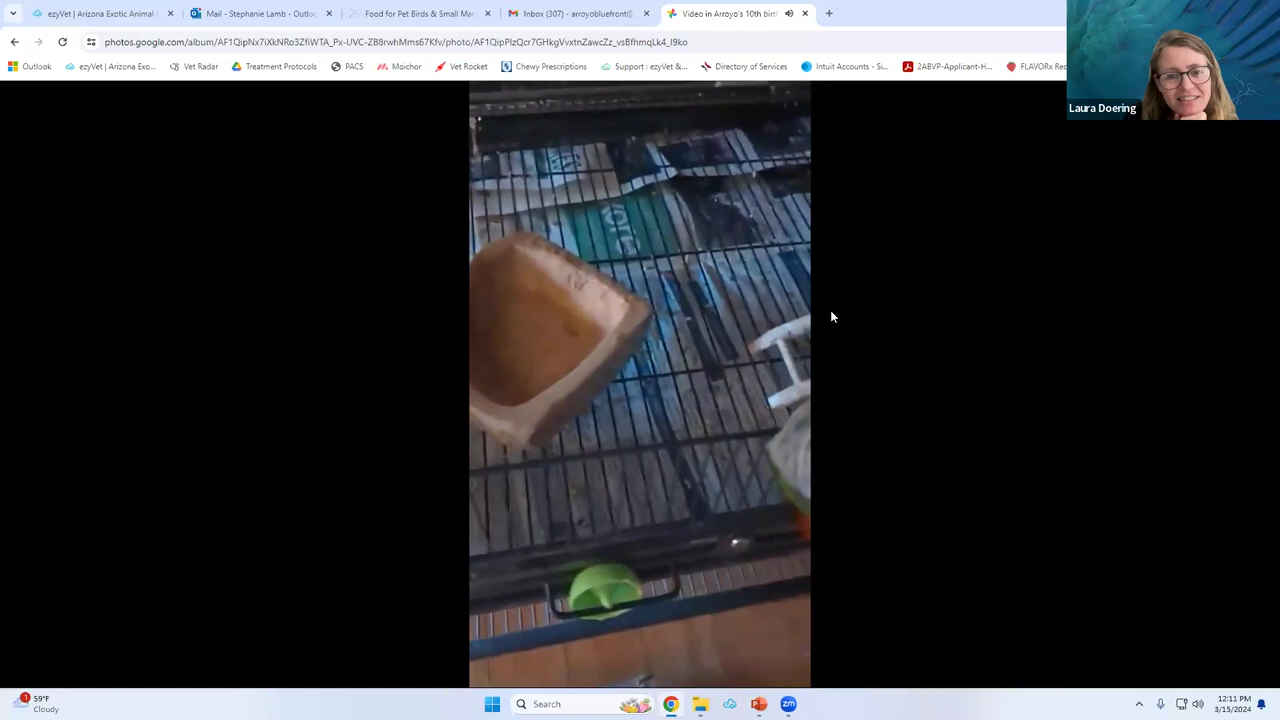 ezyVet | Arizona Exotic Animal H
Mail - Stephanie Lamb - Outloo
Food for Pet Birds & Small Mar
Inbox (307) - arroyobluefront@
Video in Arroyo's 10th birt
photos.google.com/album/AF1QipNx7iXkNRo3ZfiWTA_Px-UVC-ZB8rwhMms67Kfv/photo/AF1QipPlzQcr7GHkgVvxtnZawcZz_vsBfhmqLk4_I9ko
Outlook
ezyVet | Arizona Exo...
Vet Radar
Treatment Protocols
PACS
Moichor
Vet Rocket
Chewy Prescriptions
Support : ezyVet &...
Directory of Services
Intuit Accounts - Si...
2ABVP-Applicant-H...
FLAVORx Rec
Laura Doering
1
59°F
Cloudy
Search
zm
12:11 PM
3/15/2024